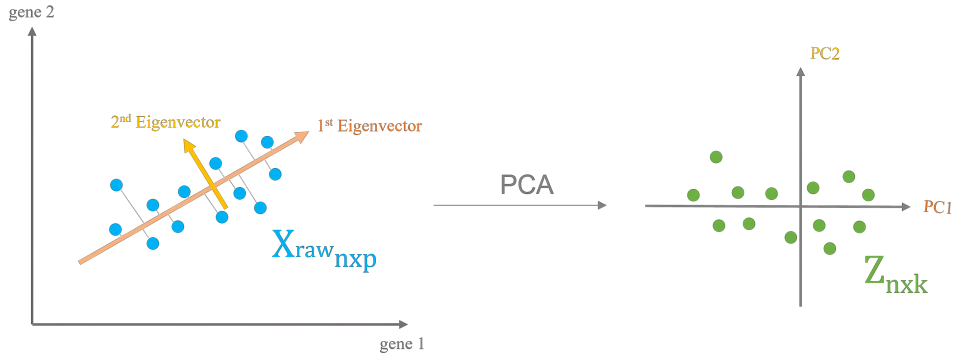 gene 2
2nd Eigenvector
1st Eigenvector
Xrawnxp
gene 1
PCA
PC2
PC1
Znxk